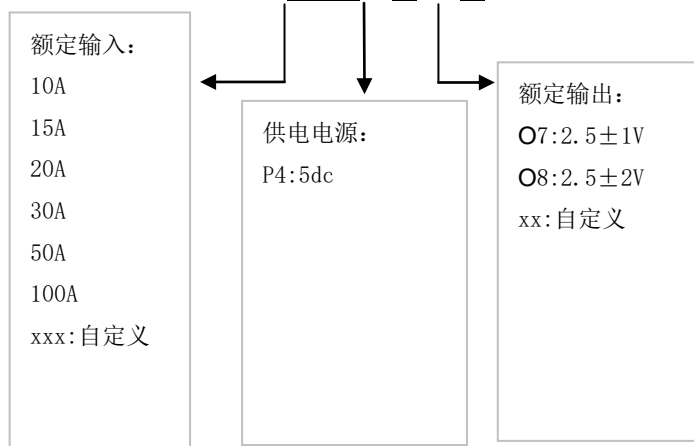 额定输入：
10A
15A
20A
30A
50A
100A
xxx:自定义
供电电源：
P4:5dc
额定输出：
O7:2.5±1V
O8:2.5±2V
xx:自定义